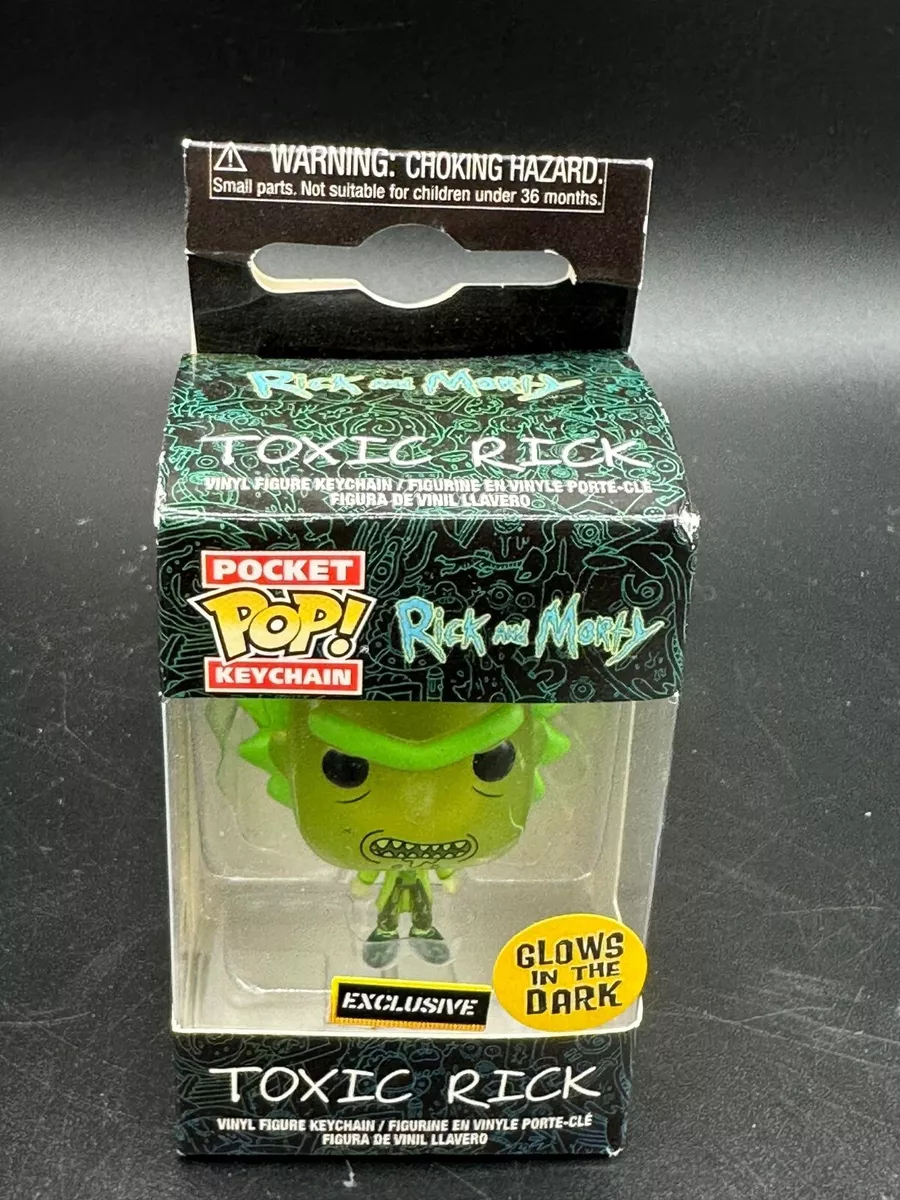 WARNING: CHOKING HAZARD.
Small parts. Not suitable for children under 36 months.
Rick and Morty
TOXIC RICK
VINYL FIGURE KEYCHAIN / FIGURINE EN VINYLE PORTE-CLÉ
FIGURA DE VINIL LLAVERO
POCKET
POP!
KEYCHAIN
Rick and Morty
GLOWS
IN THE
DARK
EXCLUSIVE
TOXIC RICK
VINYL FIGURE KEYCHAIN / FIGURINE EN VINYLE PORTE-CLÉ
FIGURA DE VINIL LLAVERO